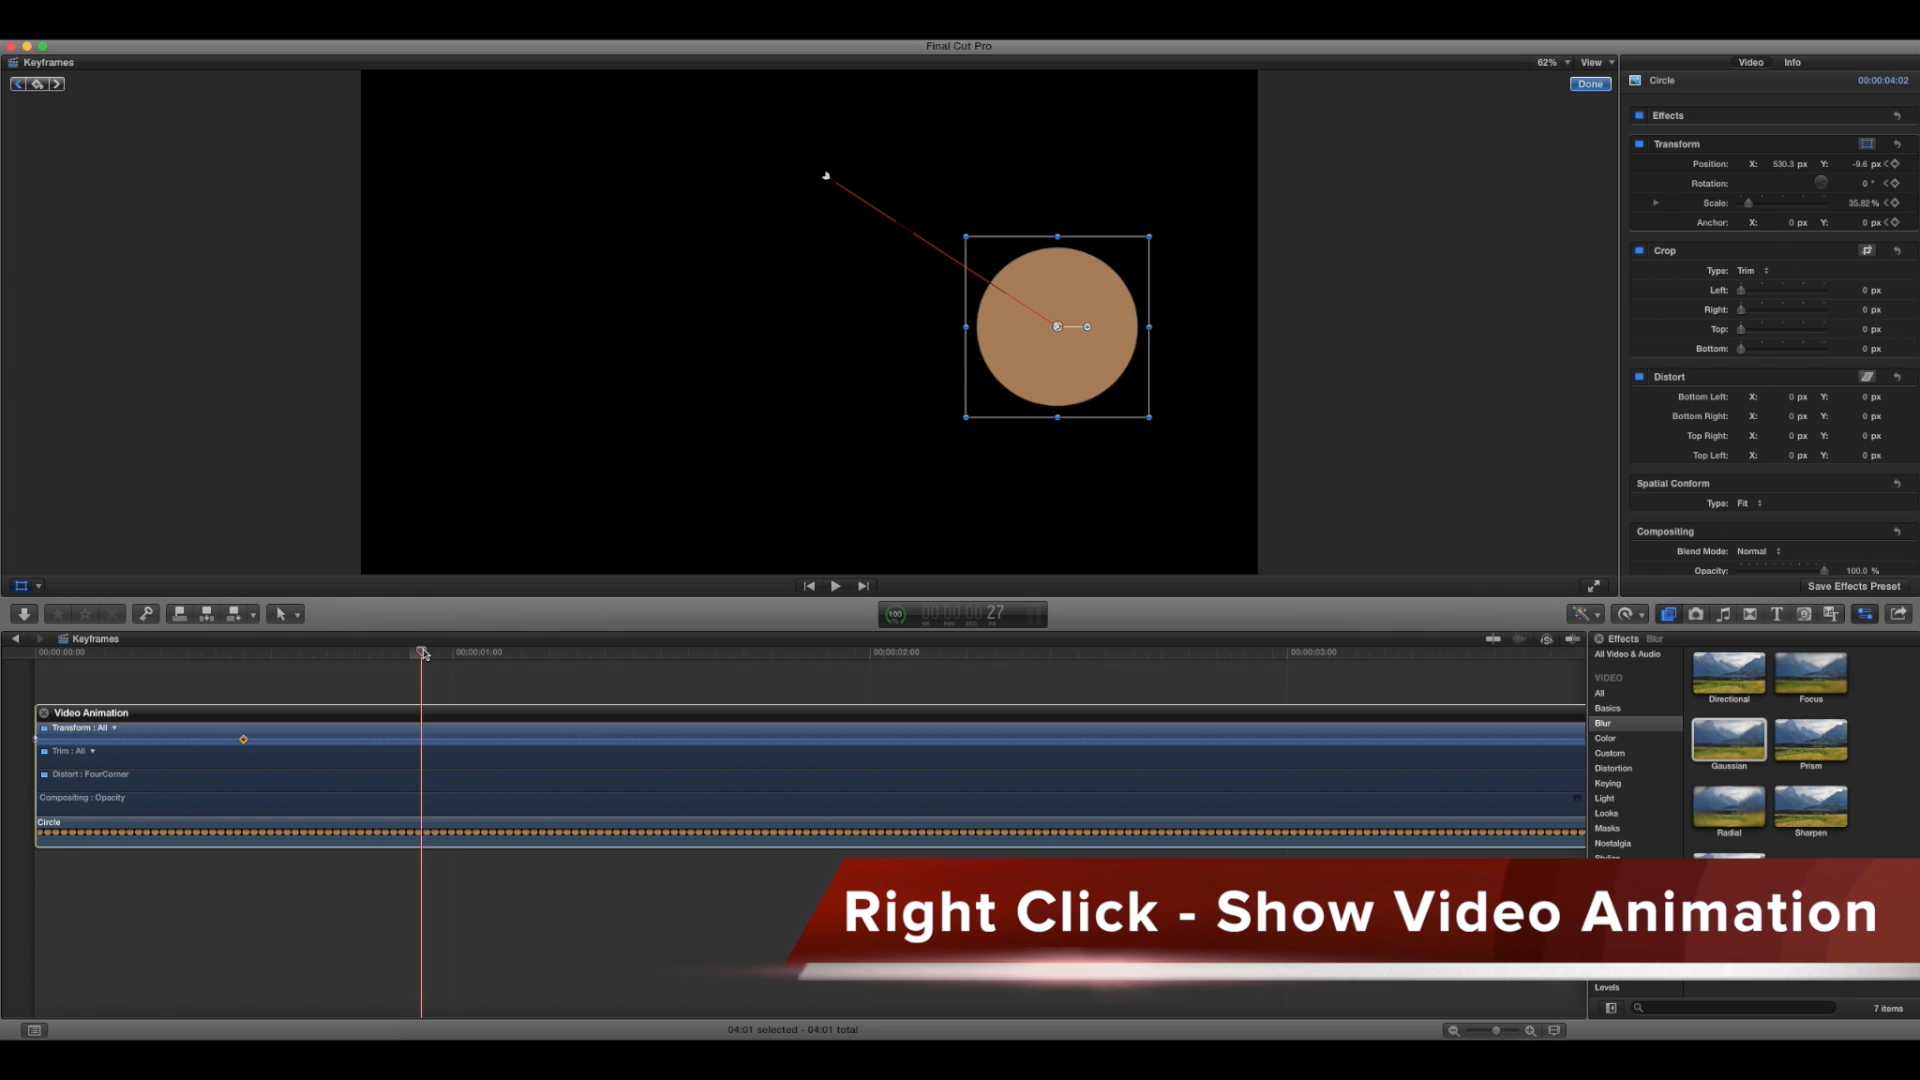 Final Cut Pro
Keyframes
62% View
Video Info
Done
Circle 00:00:04:02
Effects
Transform
Position: X: 530.3 px Y: -9.6 px
Rotation: 0 °
Scale: 35.82 %
Anchor: X: 0 px Y: 0 px
Crop
Type: Trim
Left: 0 px
Right: 0 px
Top: 0 px
Bottom: 0 px
Distort
Bottom Left: X: 0 px Y: 0 px
Bottom Right: X: 0 px Y: 0 px
Top Right: X: 0 px Y: 0 px
Top Left: X: 0 px Y: 0 px
Spatial Conform
Type: Fit
Compositing
Blend Mode: Normal
Opacity: 100.0 %
Save Effects Preset
100 00:00:00:27
Keyframes
00:00:00:00 00:00:01:00 00:00:02:00 00:00:03:00
Video Animation
Transform : All
Trim : All
Distort : FourCorner
Compositing : Opacity
Circle
Effects Blur
All Video & Audio
VIDEO
All
Basics
Blur
Color
Custom
Distortion
Keying
Light
Looks
Masks
Nostalgia
Levels
Directional Focus
Gaussian Prism
Radial Sharpen
Right Click - Show Video Animation
7 items
04:01 selected - 04:01 total